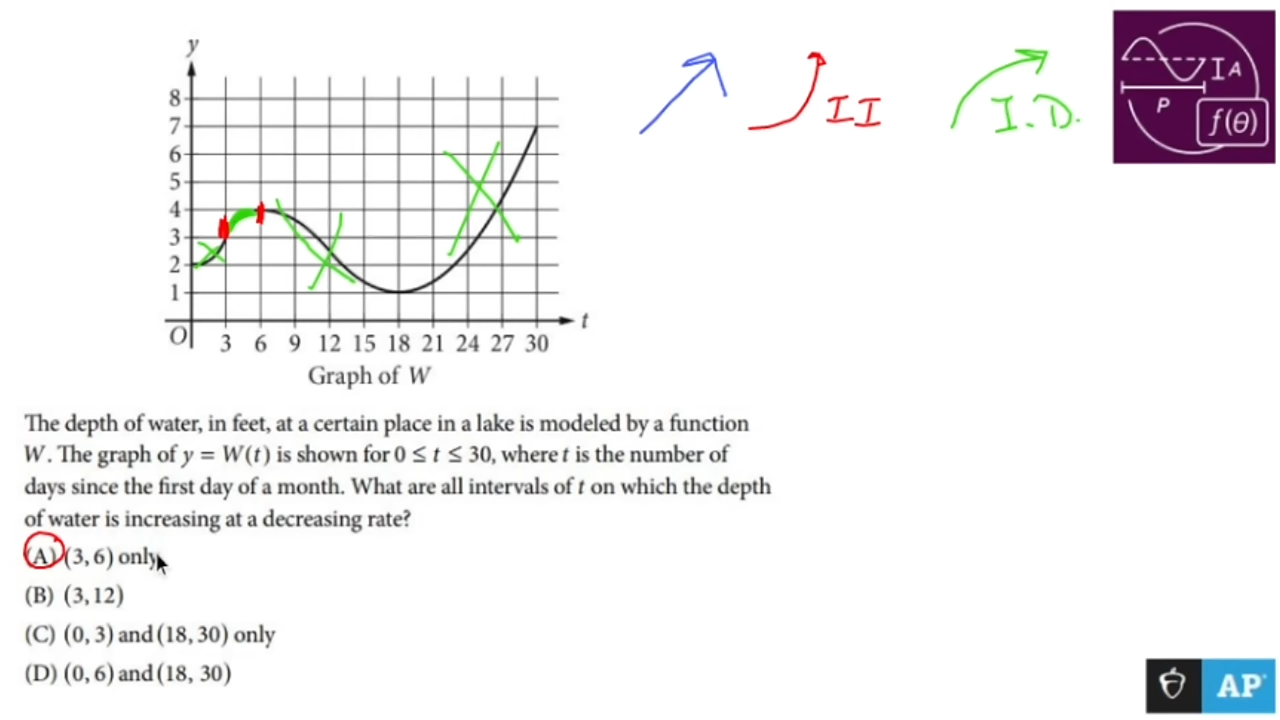 y
8
7
6
5
4
3
2
1
O 3 6 9 12 15 18 21 24 27 30 t
Graph of W
II
I.D.
I A
P
f(θ)
The depth of water, in feet, at a certain place in a lake is modeled by a function
W. The graph of y = W(t) is shown for 0 ≤ t ≤ 30, where t is the number of
days since the first day of a month. What are all intervals of t on which the depth
of water is increasing at a decreasing rate?
(A) (3, 6) only
(B) (3, 12)
(C) (0, 3) and (18, 30) only
(D) (0, 6) and (18, 30)
AP